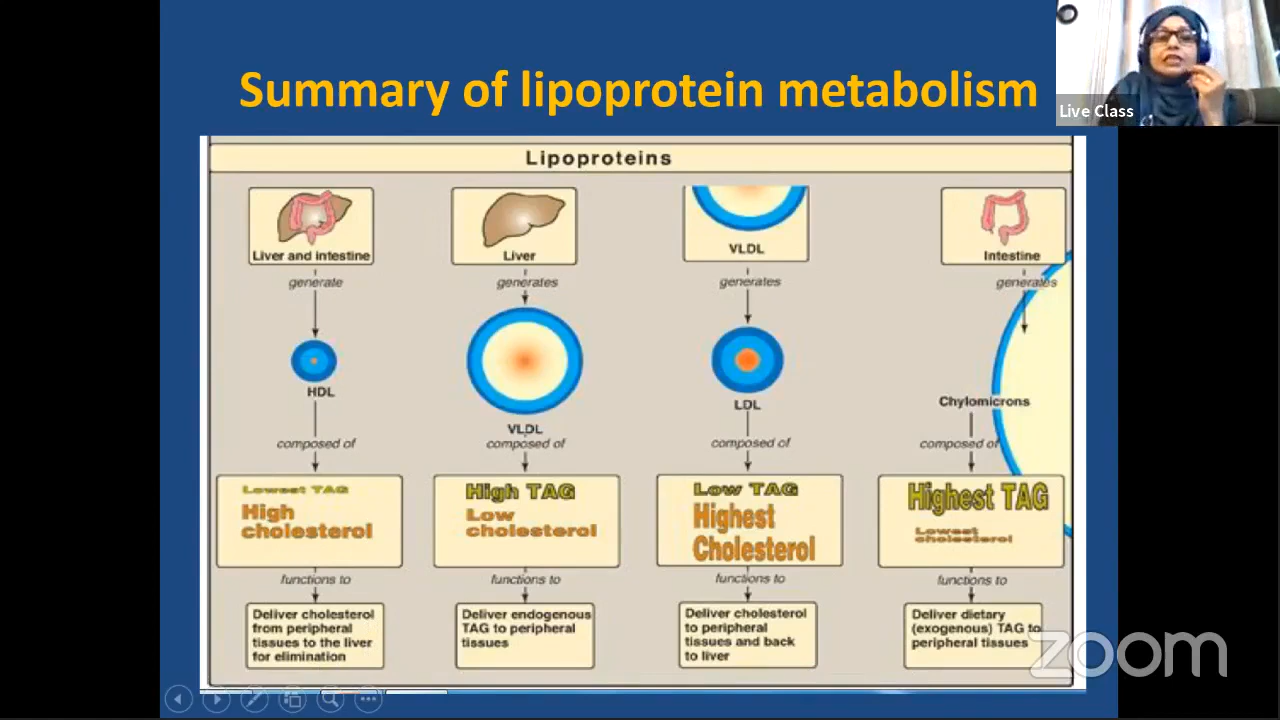 Summary of lipoprotein metabolism
Live Class
Lipoproteins
Liver and intestine
generate
HDL
composed of
Lowest TAG
High
cholesterol
functions to
Deliver cholesterol
from peripheral
tissues to the liver
for elimination
Liver
generates
VLDL
composed of
High TAG
Low
cholesterol
functions to
Deliver endogenous
TAG to peripheral
tissues
VLDL
generates
LDL
composed of
Low TAG
Highest
Cholesterol
functions to
Deliver cholesterol
to peripheral
tissues and back
to liver
Intestine
generates
Chylomicrons
composed of
Highest TAG
Lowest
cholesterol
functions to
Deliver dietary
(exogenous) TAG to
peripheral tissues
zoom